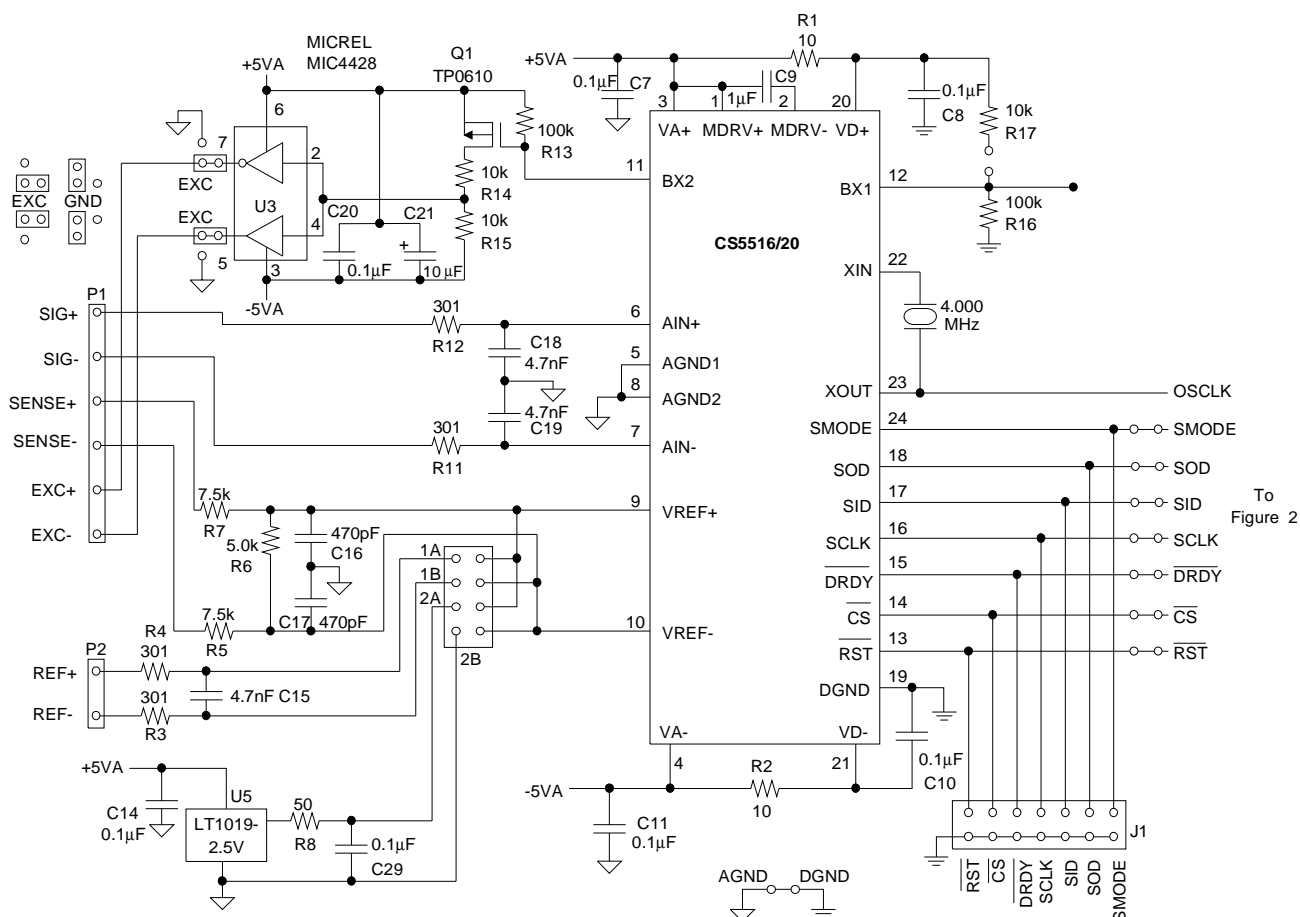 MICREL
MIC4428
+5VA
6
7
2
EXC
U3
EXC
4
5
3
-5VA
EXC GND
Q1
TP0610
100k
R13
10k
R14
10k
R15
C20
0.1µF
C21
+
10 µF
R1
10
+5VA
0.1µF C7
3
1
1µF
C9
2
20
0.1µF
C8
10k
R17
VA+ MDRV+ MDRV- VD+
11
BX2
BX1
12
100k
R16
CS5516/20
XIN
22
4.000
MHz
P1
SIG+
SIG-
SENSE+
SENSE-
EXC+
EXC-
301
R12
6
AIN+
C18
4.7nF
5
AGND1
8
AGND2
4.7nF
C19
301
R11
7
AIN-
XOUT
23
OSCLK
SMODE
24
SMODE
SOD
18
SOD
SID
17
SID
SCLK
16
SCLK
DRDY
15
DRDY
CS
14
CS
RST
13
RST
To
Figure 2
7.5k
R7
5.0k
R6
470pF
C16
9
VREF+
1A
1B
2A
2B
C17 470pF
7.5k
R5
10
VREF-
P2
REF+
REF-
R4
301
4.7nF C15
301
R3
DGND
19
0.1µF
C10
VA-
4
VD-
21
-5VA
R2
10
C11
0.1µF
+5VA
C14
0.1µF
U5
LT1019-
2.5V
50
R8
0.1µF
C29
AGND DGND
J1
RST
CS
DRDY
SCLK
SID
SOD
SMODE